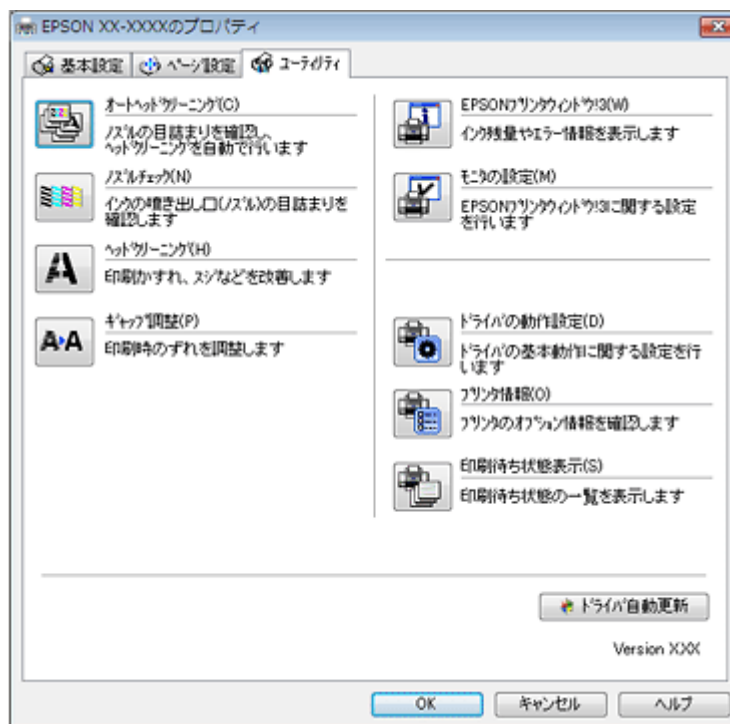 EPSON XX-XXXXのプロパティ
基本設定
ページ設定
ユーティリティ
オートヘッドクリーニング(C)
ノズルの目詰まりを確認し、
ヘッドクリーニングを自動で行います
ノズルチェック(N)
インクの噴き出し口(ノズル)の目詰まりを
確認します
ヘッドクリーニング(H)
印刷かすれ、スジなどを改善します
ギャップ調整(P)
A▸A
印刷時のずれを調整します
EPSONプリンタウィンドウ!3(W)
インク残量やエラー情報を表示します
モニタの設定(M)
EPSONプリンタウィンドウ!3に関する設定
を行います
ドライバの動作設定(D)
ドライバの基本動作に関する設定を行
います
プリンタ情報(O)
プリンタのオプション情報を確認します
印刷待ち状態表示(S)
印刷待ち状態の一覧を表示します
ドライバ自動更新
Version X.XX
OK
キャンセル
ヘルプ